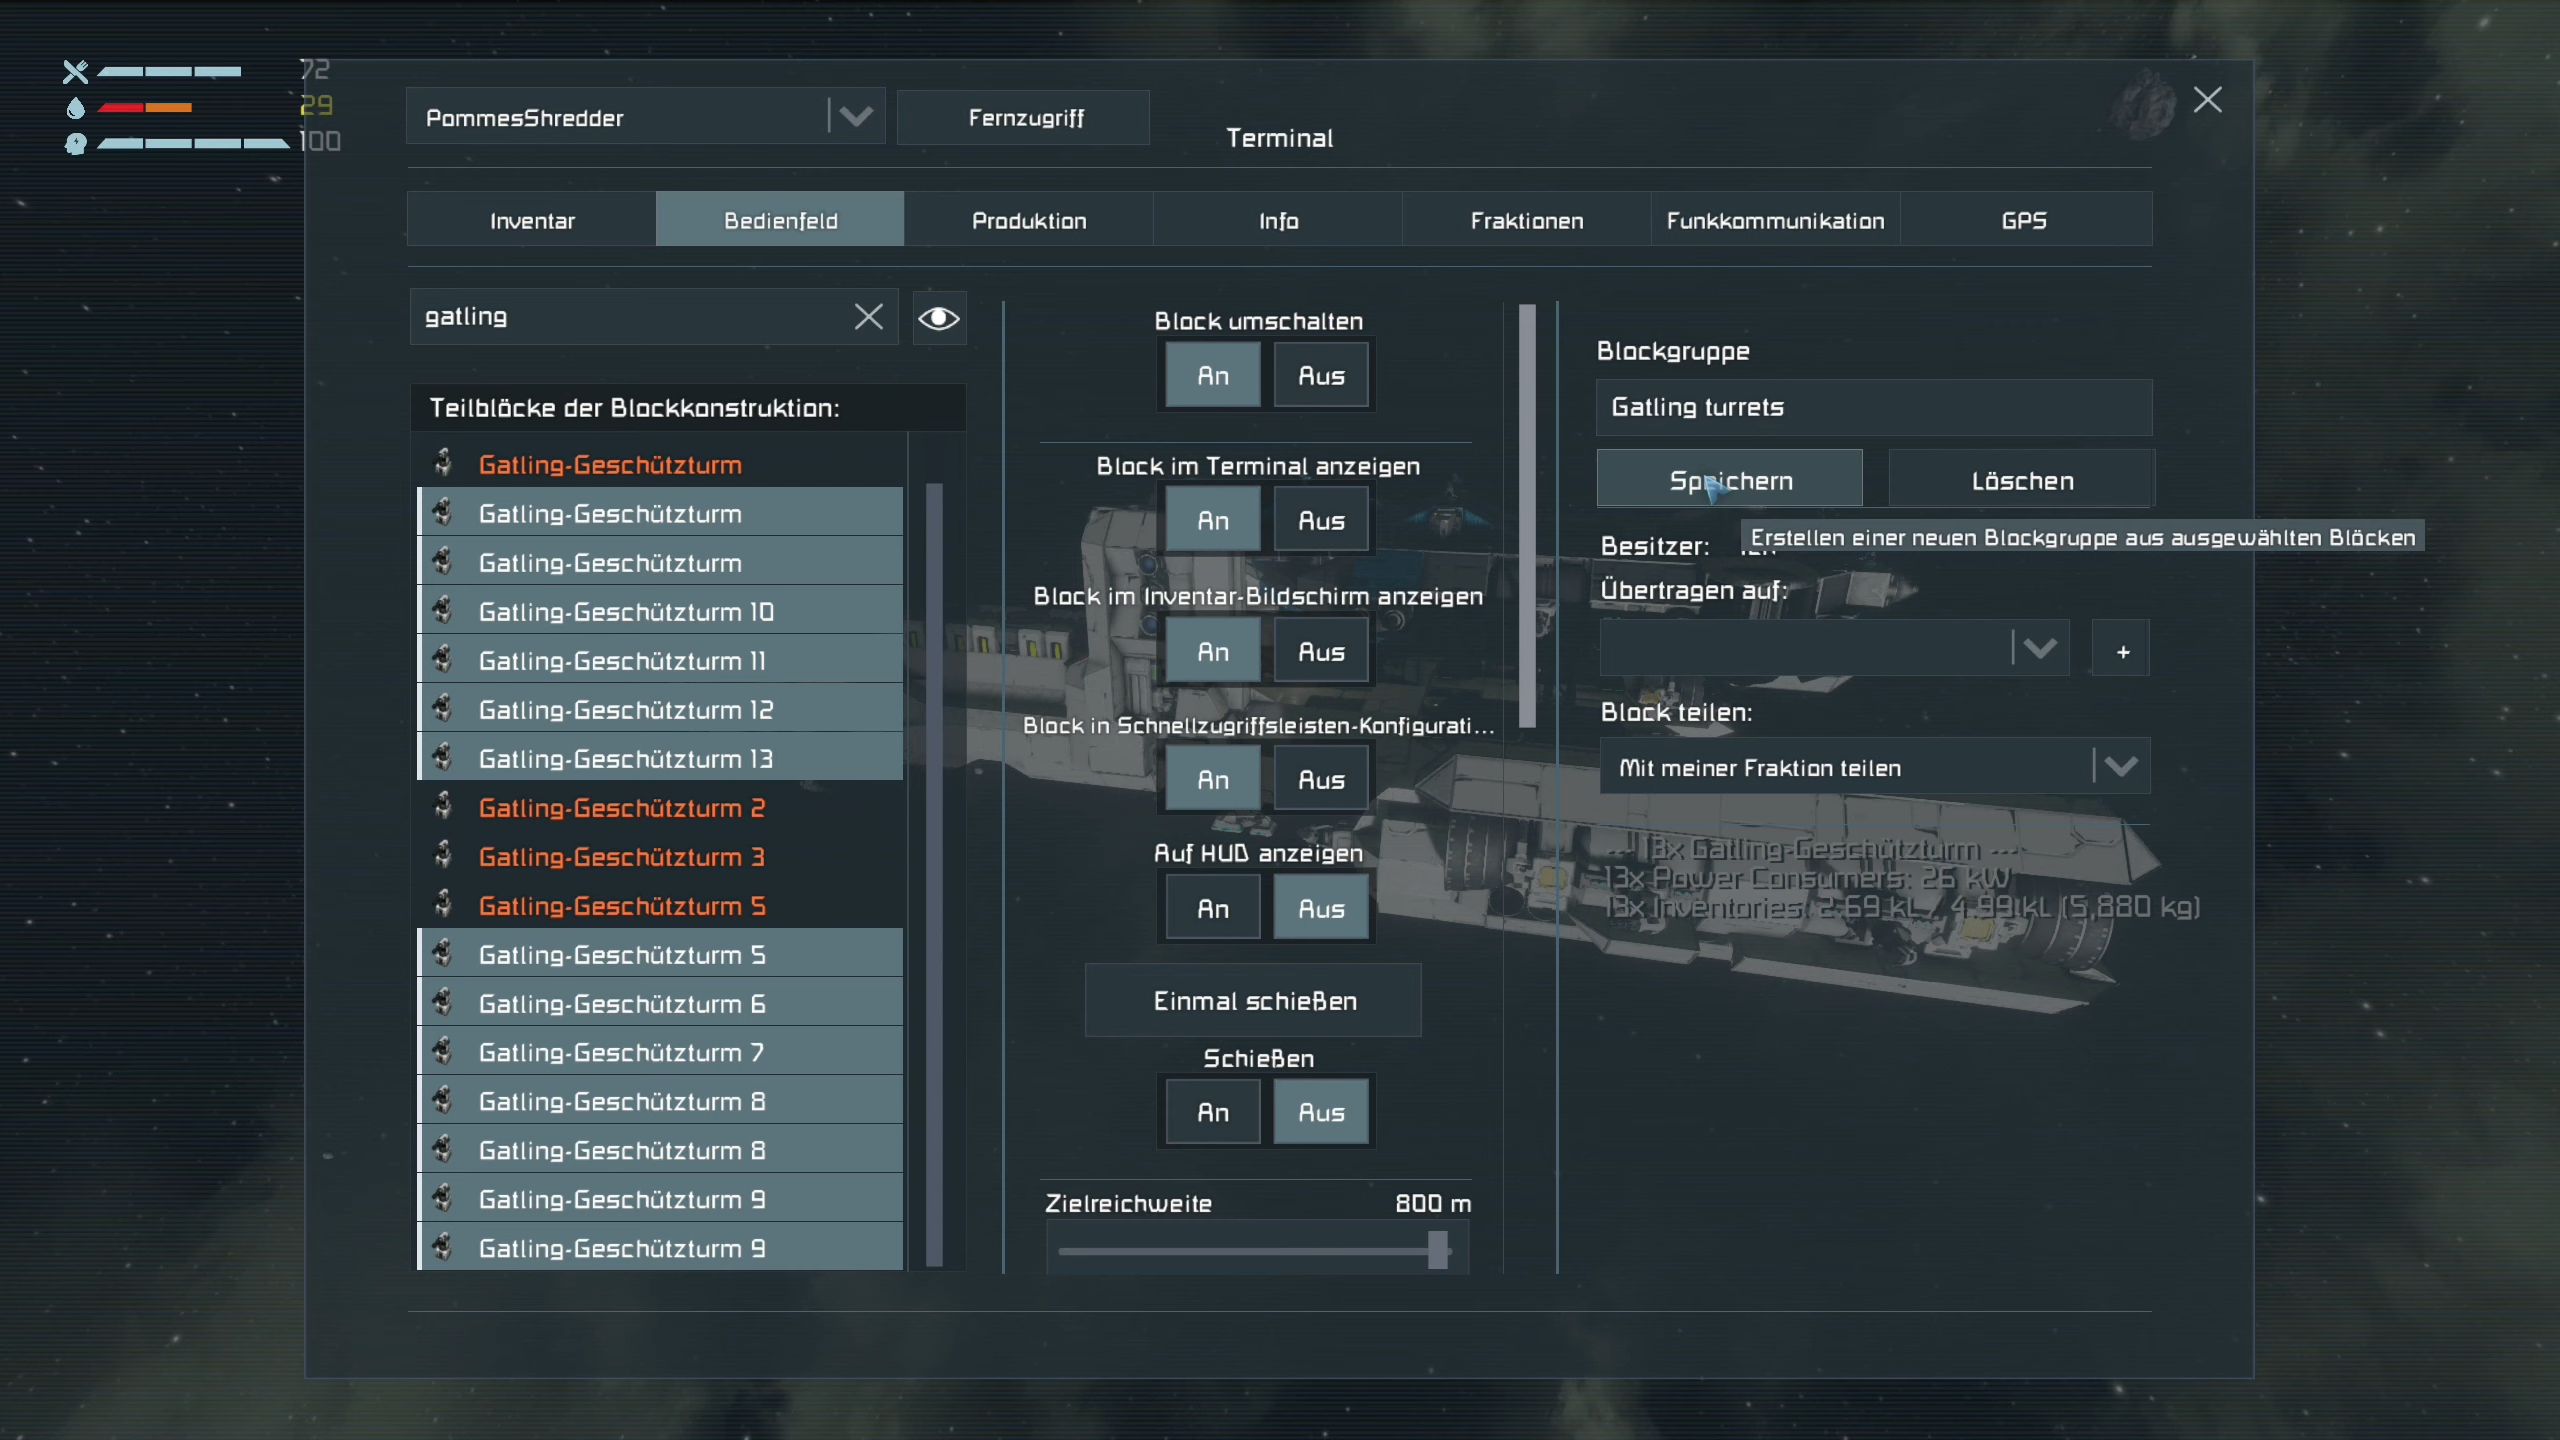 72
29
100
PommesShredder
Fernzugriff
Terminal
Inventar
Bedienfeld
Produktion
Info
Fraktionen
Funkkommunikation
GPS
gatling
Teilblöcke der Blockkonstruktion:
Gatling-Geschützturm
Gatling-Geschützturm
Gatling-Geschützturm
Gatling-Geschützturm 10
Gatling-Geschützturm 11
Gatling-Geschützturm 12
Gatling-Geschützturm 13
Gatling-Geschützturm 2
Gatling-Geschützturm 3
Gatling-Geschützturm 5
Gatling-Geschützturm 5
Gatling-Geschützturm 6
Gatling-Geschützturm 7
Gatling-Geschützturm 8
Gatling-Geschützturm 8
Gatling-Geschützturm 9
Gatling-Geschützturm 9
Block umschalten
An Aus
Block im Terminal anzeigen
An Aus
Block im Inventar-Bildschirm anzeigen
An Aus
Block in Schnellzugriffsleisten-Konfigurati...
An Aus
Auf HUD anzeigen
An Aus
Einmal schießen
Schießen
An Aus
Zielreichweite 800 m
Blockgruppe
Gatling turrets
Speichern
Löschen
Erstellen einer neuen Blockgruppe aus ausgewählten Blöcken
Besitzer:
Übertragen auf:
+
Block teilen:
Mit meiner Fraktion teilen
--- 13x Gatling-Geschützturm ---
13x Power Consumers: 26 kW
13x Inventories: 2.69 kL / 4.99 kL (5,880 kg)